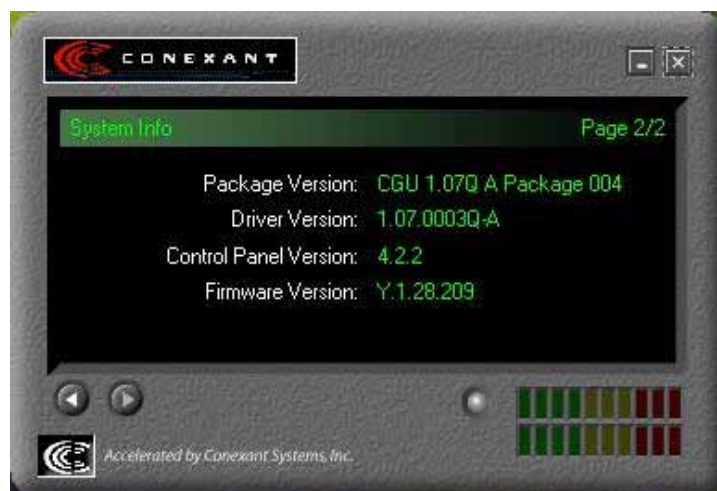 CONEXANT
System Info Page 2/2
Package Version: CGU 1.07Q A Package 004
Driver Version: 1.07.0003Q-A
Control Panel Version: 4.2.2
Firmware Version: Y.1.28.209
Accelerated by Conexant Systems, Inc.